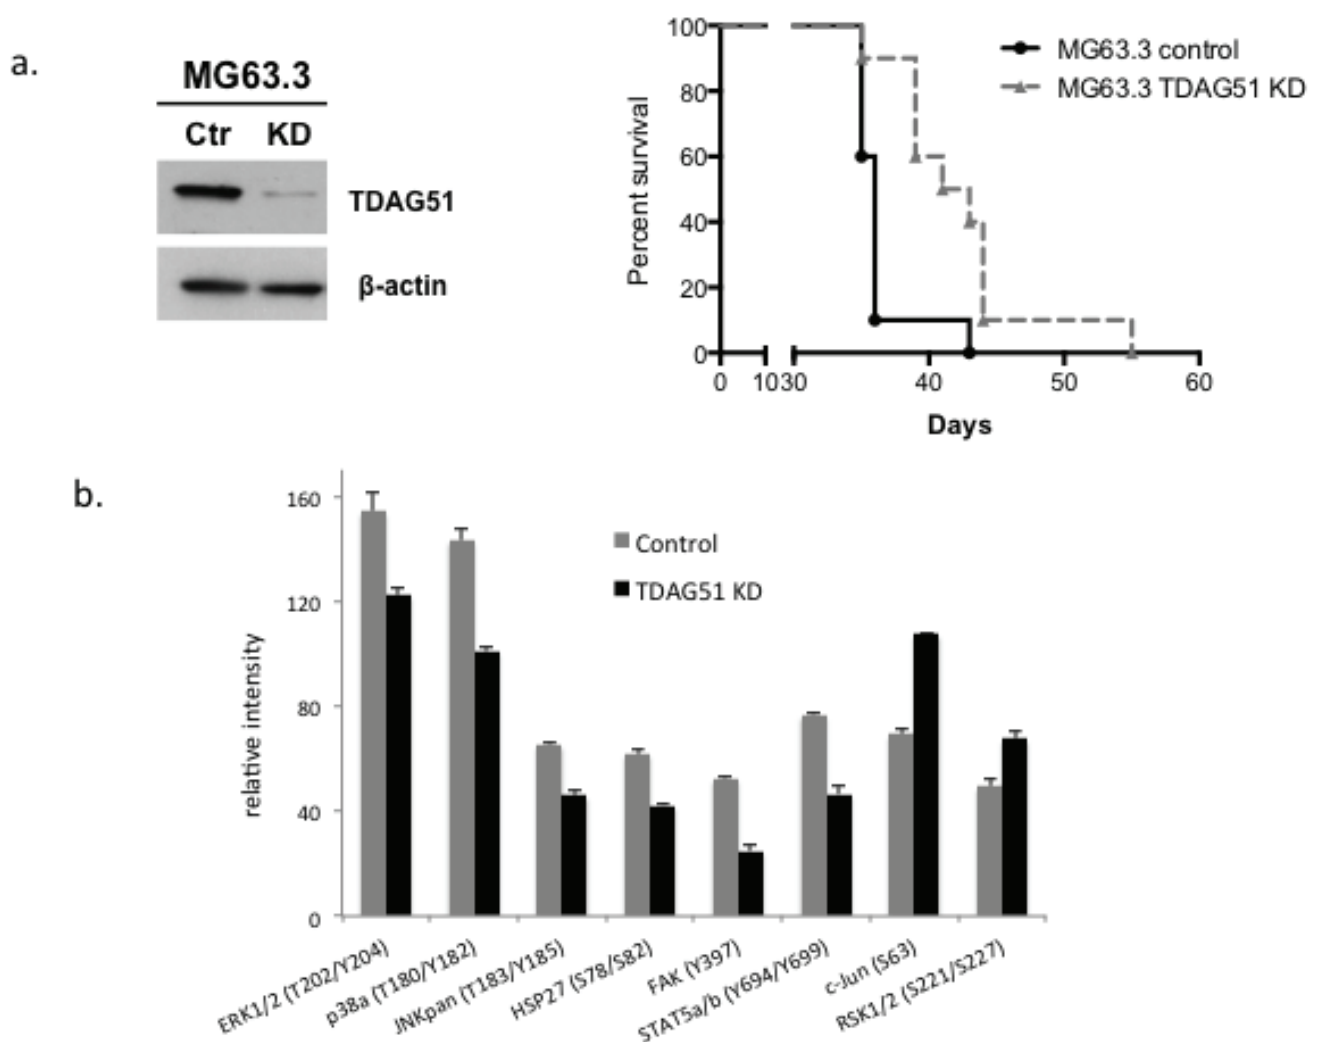 a.
MG63.3
Ctr KD
TDAG51
β-actin
Percent survival
100
80
60
40
20
0
0 10 30 40 50 60
Days
MG63.3 control
MG63.3 TDAG51 KD
b.
relative intensity
160
120
80
40
0
Control
TDAG51 KD
ERK1/2 (T202/Y204)
p38a (T180/Y182)
JNKpan (T183/Y185)
HSP27 (S78/S82)
FAK (Y397)
STAT5a/b (Y694/Y699)
c-Jun (S63)
RSK1/2 (S221/S227)